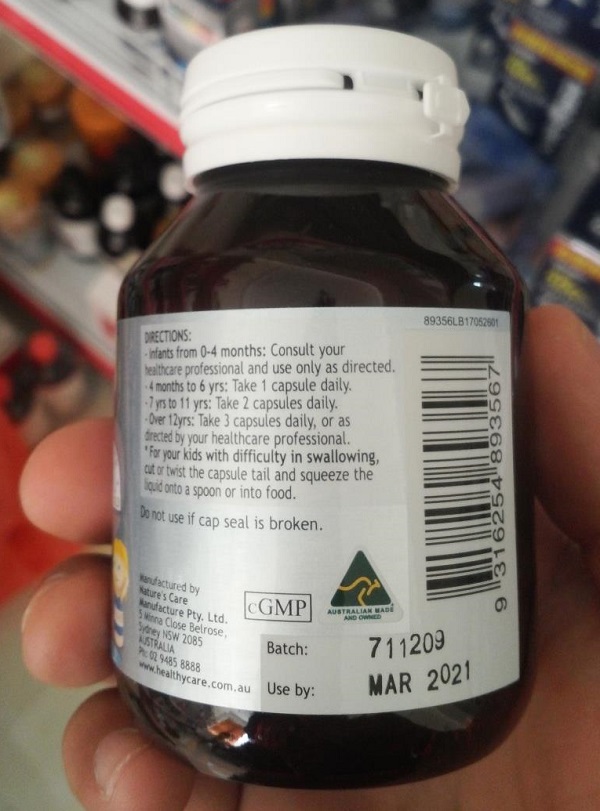 89356LB17052601
DIRECTIONS:
- Infants from 0-4 months: Consult your
healthcare professional and use only as directed.
- 4 months to 6 yrs: Take 1 capsule daily.
- 7 yrs to 11 yrs: Take 2 capsules daily.
- Over 12yrs: Take 3 capsules daily, or as
directed by your healthcare professional.
* For your kids with difficulty in swallowing,
cut or twist the capsule tail and squeeze the
liquid onto a spoon or into food.
Do not use if cap seal is broken.
9 316254 893567
Manufactured by
Nature's Care
Manufacture Pty. Ltd.
5 Minna Close Belrose,
Sydney NSW 2085
AUSTRALIA
Ph: 02 9485 8888
www.healthycare.com.au
cGMP
AUSTRALIAN MADE
AND OWNED
Batch: 711209
Use by: MAR 2021